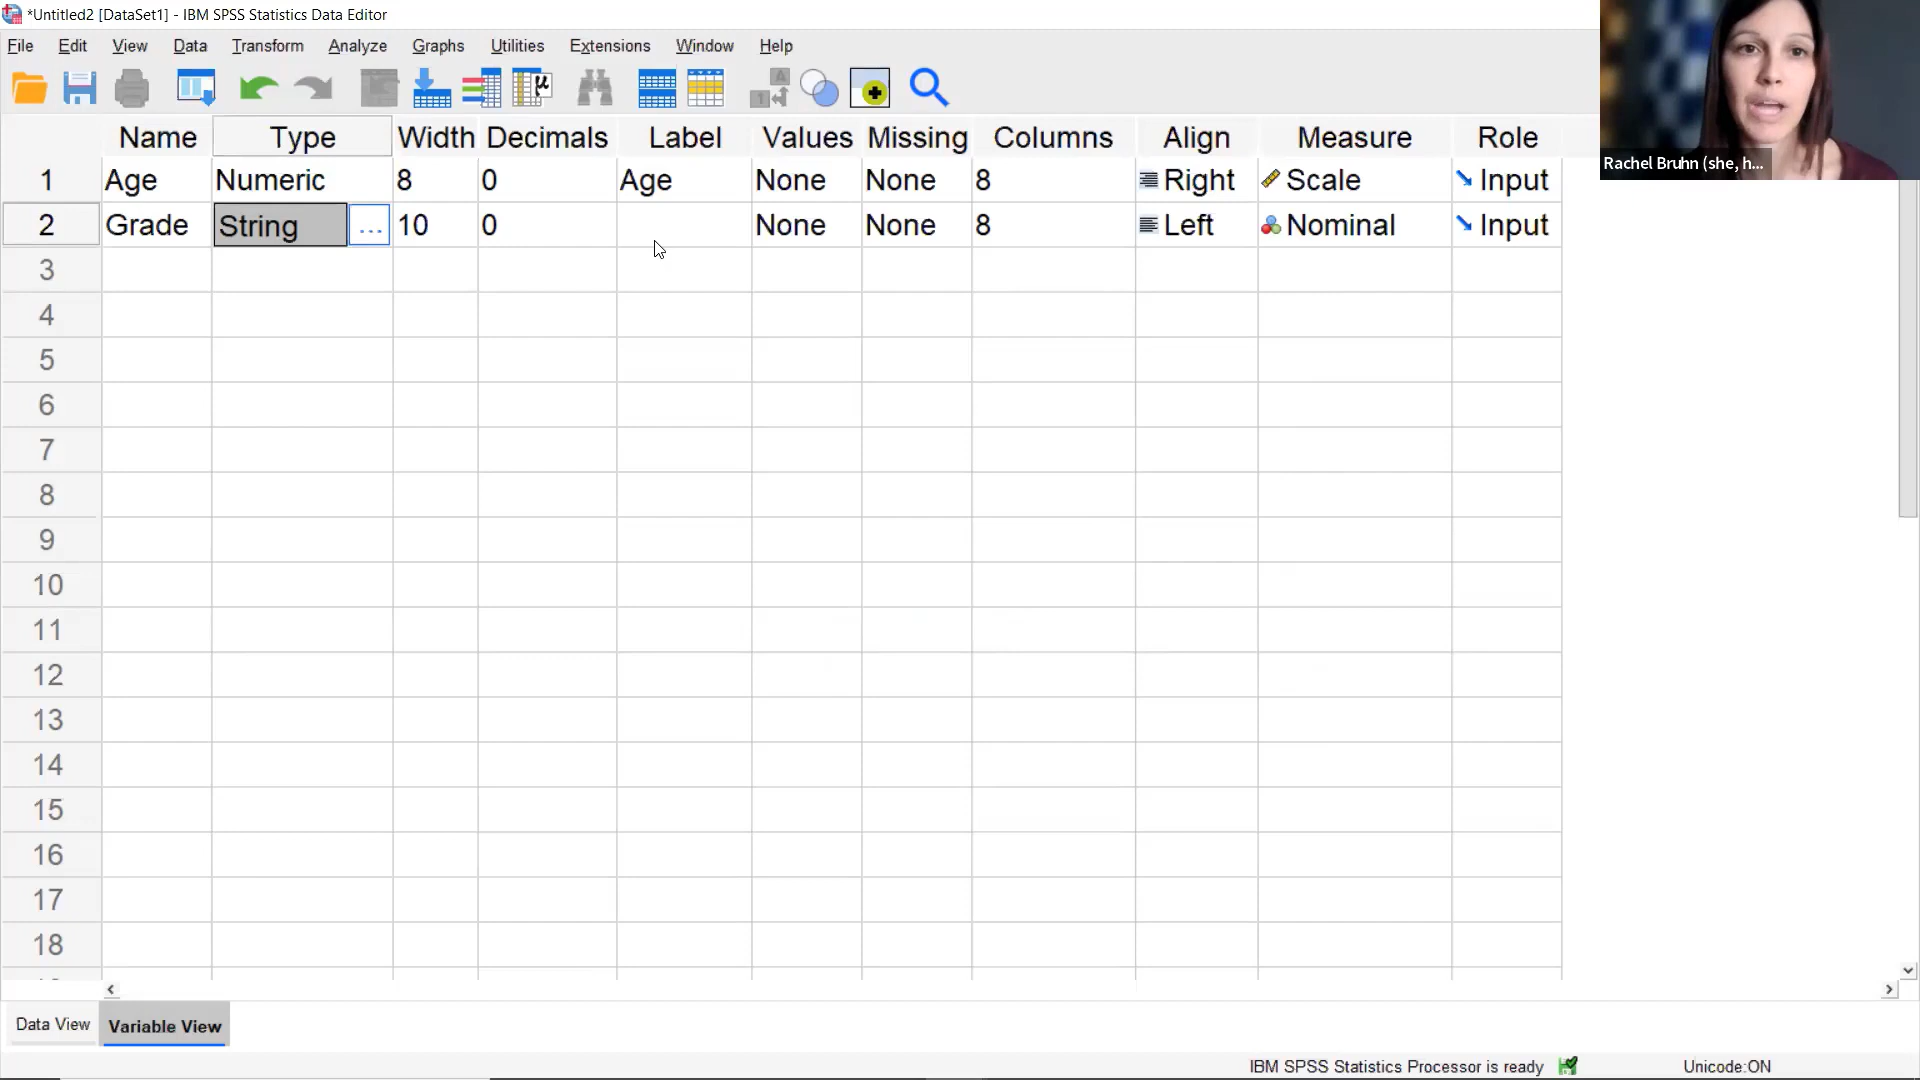 *Untitled2 [DataSet1] - IBM SPSS Statistics Data Editor
File Edit View Data Transform Analyze Graphs Utilities Extensions Window Help
Rachel Bruhn (she, h...
Name Type Width Decimals Label Values Missing Columns Align Measure Role
1 Age Numeric 8 0 Age None None 8 Right Scale Input
2 Grade String ... 10 0 None None 8 Left Nominal Input
3
4
5
6
7
8
9
10
11
12
13
14
15
16
17
18
Data View Variable View
IBM SPSS Statistics Processor is ready Unicode:ON